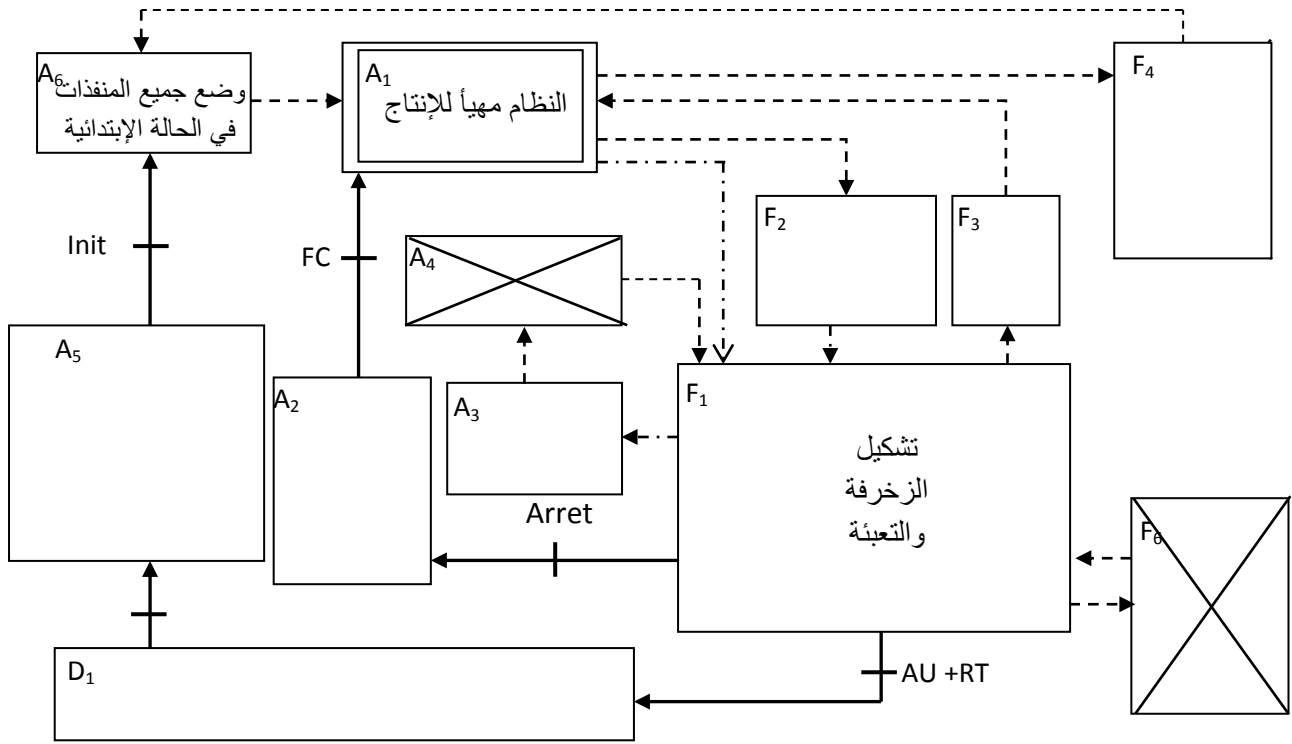 A₆
وضع جميع المنفذات
في الحالة الإبتدائية
A₁
النظام مهيأ للإنتاج
F₄
Init
FC
A₄
F₂
F₃
A₅
A₂
A₃
F₁
تشكيل
الزخرفة
والتعبئة
Arret
F₆
D₁
AU +RT